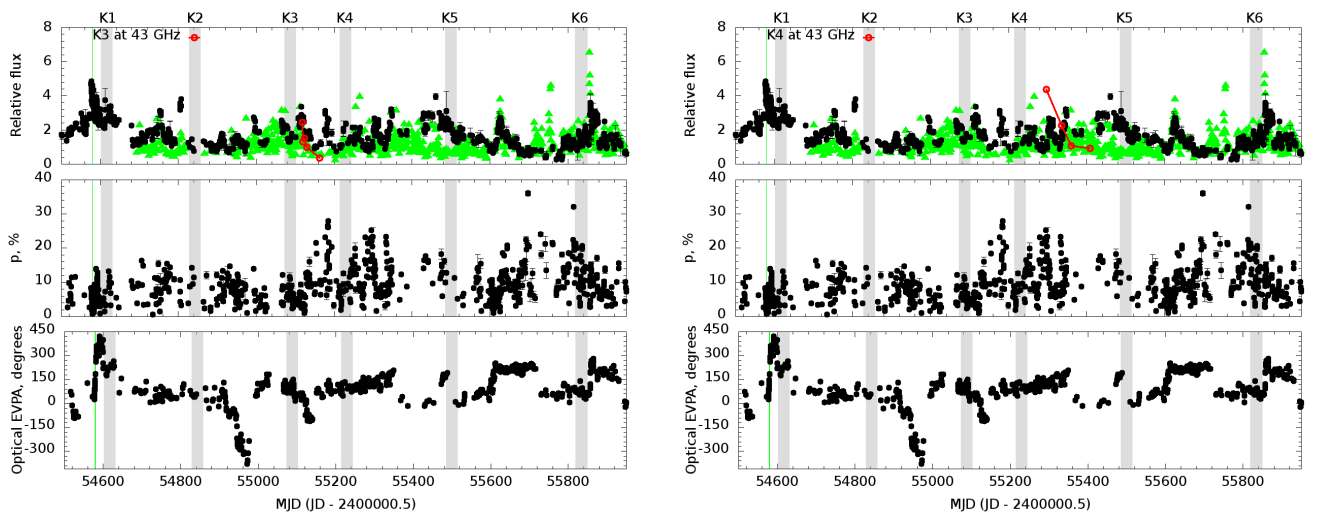 K1 K2 K3 K4 K5 K6
K3 at 43 GHz
Relative flux
8
6
4
2
0
p, %
40
30
20
10
0
Optical EVPA, degrees
450
300
150
0
-150
-300
54600 54800 55000 55200 55400 55600 55800
MJD (JD - 2400000.5)
K1 K2 K3 K4 K5 K6
K4 at 43 GHz
Relative flux
8
6
4
2
0
p, %
40
30
20
10
0
Optical EVPA, degrees
450
300
150
0
-150
-300
54600 54800 55000 55200 55400 55600 55800
MJD (JD - 2400000.5)